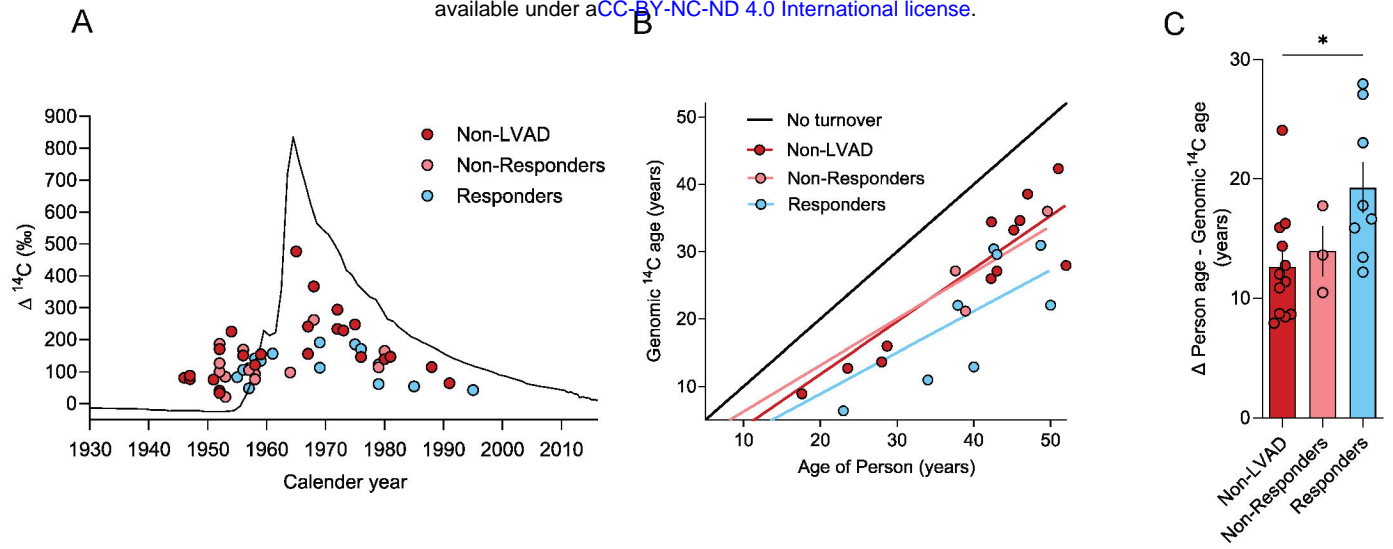 available under aCC-BY-NC-ND 4.0 International license.
A
B
C
900
800
700
600
500
400
300
200
100
0
Δ ¹⁴C (‰)
1930 1940 1950 1960 1970 1980 1990 2000 2010
Calender year
Non-LVAD
Non-Responders
Responders
50
40
30
20
10
Genomic ¹⁴C age (years)
10 20 30 40 50
Age of Person (years)
No turnover
Non-LVAD
Non-Responders
Responders
*
30
20
10
0
Δ Person age - Genomic ¹⁴C age
(years)
Non-LVAD
Non-Responders
Responders